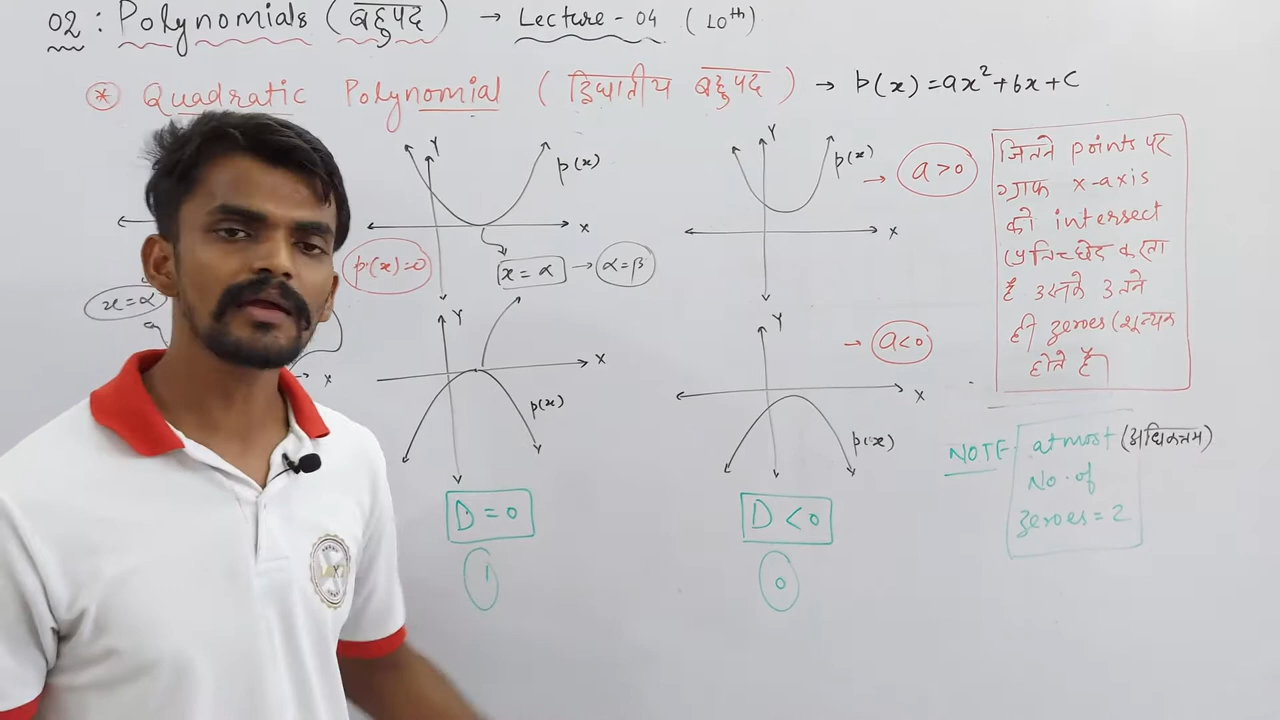 02 : Polynomials (बहुपद) → Lecture - 04 (10th)
* Quadratic Polynomial (द्विघातीय बहुपद) → p(x) = ax² + bx + c
Y
p(x)
X
p(x)=0
x = α → α=β
x=α
X
Y
X
p(x)
D = 0
1
Y
p(x)
→ a>0
X
Y
→ a<0
X
p(x)
D < 0
0
जितने points पर
ग्राफ x-axis
को intersect
प्रतिच्छेद करता
है उसके उतने
ही zeroes (शून्यक
होते हैं)
NOTE- atmost (अधिकतम)
No. of
zeroes = 2